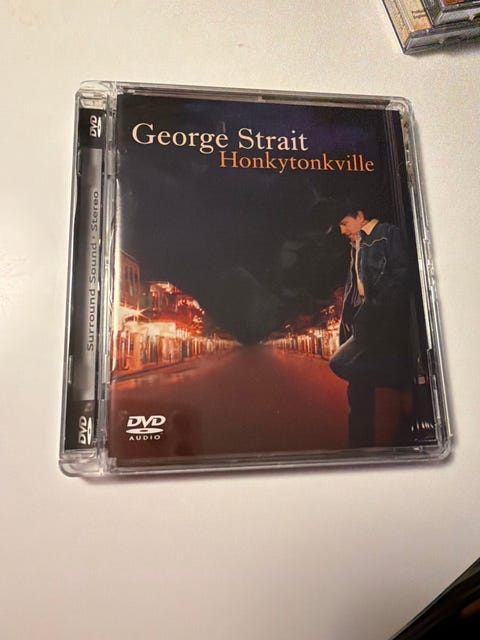 George Strait
Honkytonkville
DVD
AUDIO
DVD
Surround Sound · Stereo
DVD